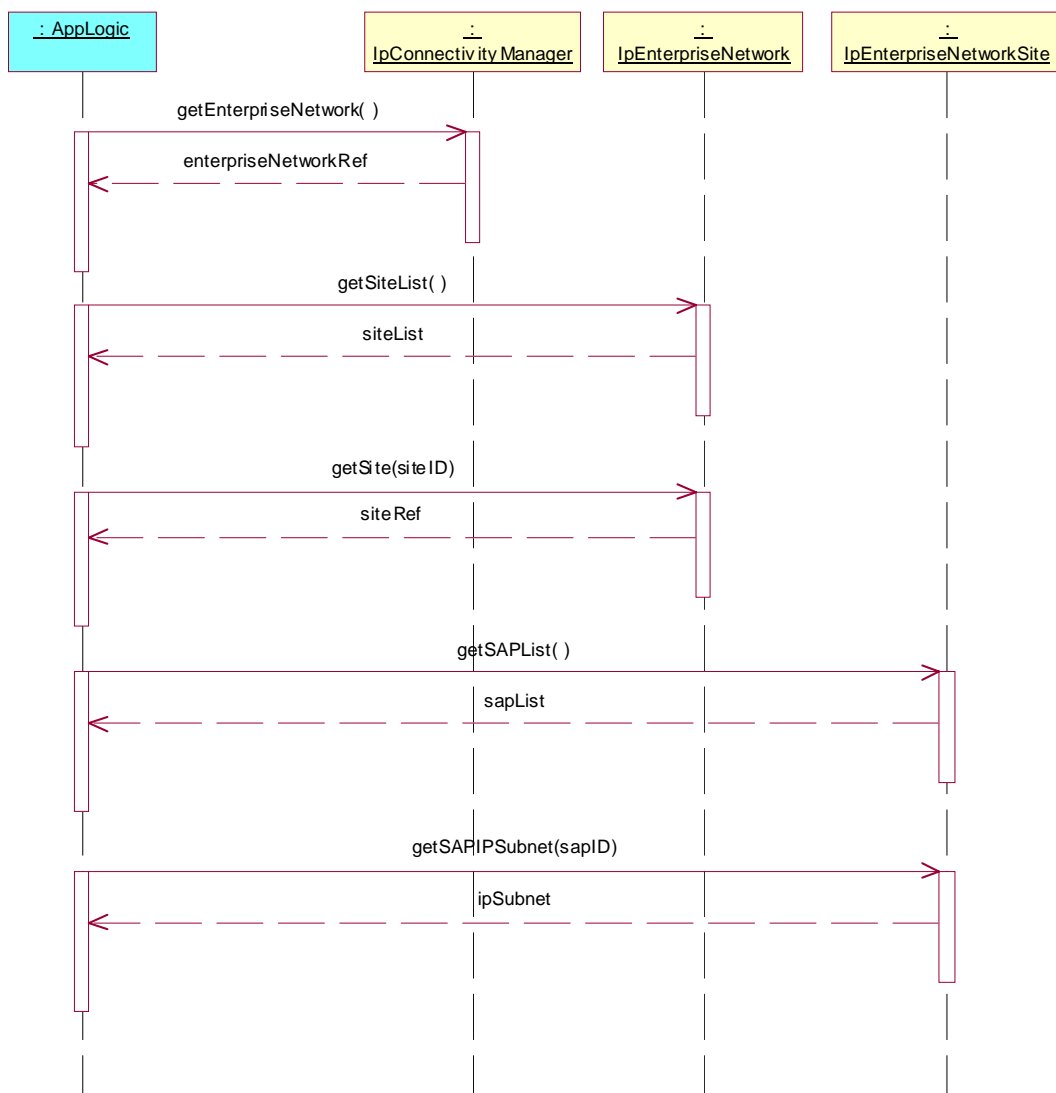 : AppLogic
:
IpConnectivityManager
:
IpEnterpriseNetwork
:
IpEnterpriseNetworkSite
getEnterpriseNetwork( )
enterpriseNetworkRef
getSiteList( )
siteList
getSite(siteID)
siteRef
getSAPList( )
sapList
getSAPIPSubnet(sapID)
ipSubnet